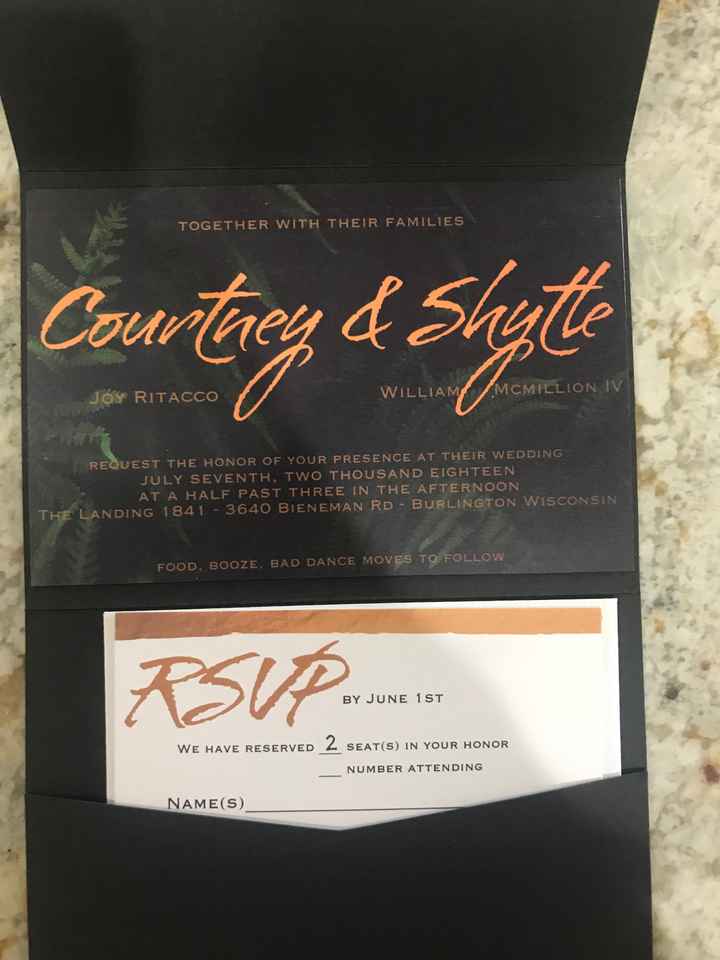 TOGETHER WITH THEIR FAMILIES
Courtney & Shytle
JOY RITACCO WILLIAM MCMILLION IV
REQUEST THE HONOR OF YOUR PRESENCE AT THEIR WEDDING
JULY SEVENTH, TWO THOUSAND EIGHTEEN
AT A HALF PAST THREE IN THE AFTERNOON
THE LANDING 1841 - 3640 BIENEMAN RD - BURLINGTON WISCONSIN
FOOD, BOOZE, BAD DANCE MOVES TO FOLLOW
RSVP BY JUNE 1ST
WE HAVE RESERVED 2 SEAT(S) IN YOUR HONOR
__ NUMBER ATTENDING
NAME(S)____________________